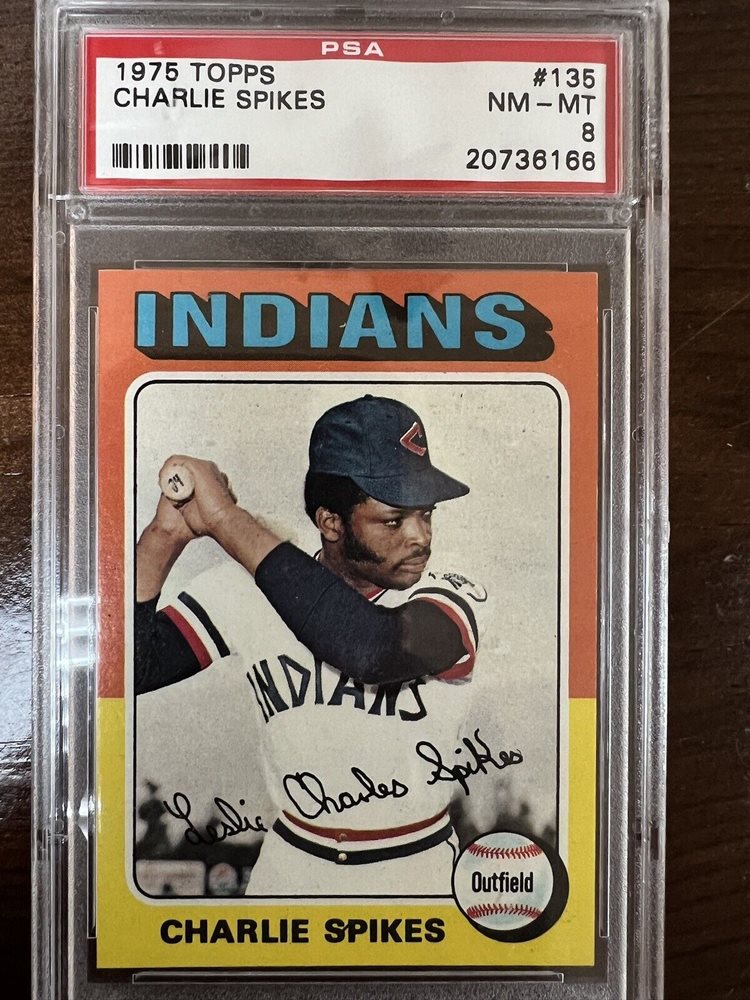 PSA
1975 TOPPS #135
CHARLIE SPIKES NM-MT
8
20736166
INDIANS
C
INDIANS
Leslie Charles Spikes
Outfield
CHARLIE SPIKES